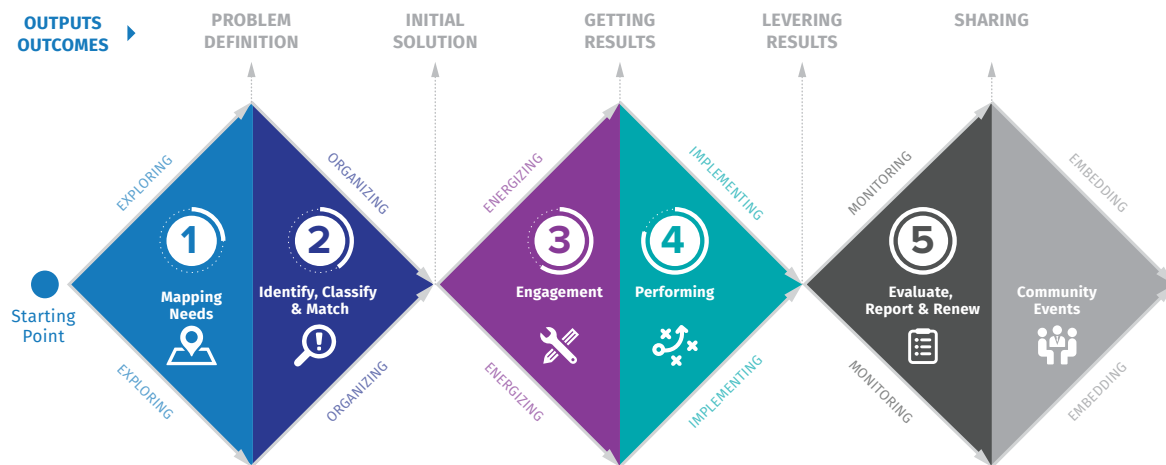 OUTPUTS
OUTCOMES
PROBLEM
DEFINITION
INITIAL
SOLUTION
GETTING
RESULTS
LEVERING
RESULTS
SHARING
EXPLORING
ORGANIZING
ENERGIZING
IMPLEMENTING
MONITORING
EMBEDDING
Starting
Point
1
Mapping
Needs
2
Identify, Classify
& Match
3
Engagement
4
Performing
5
Evaluate,
Report & Renew
Community
Events
EXPLORING
ORGANIZING
ENERGIZING
IMPLEMENTING
MONITORING
EMBEDDING